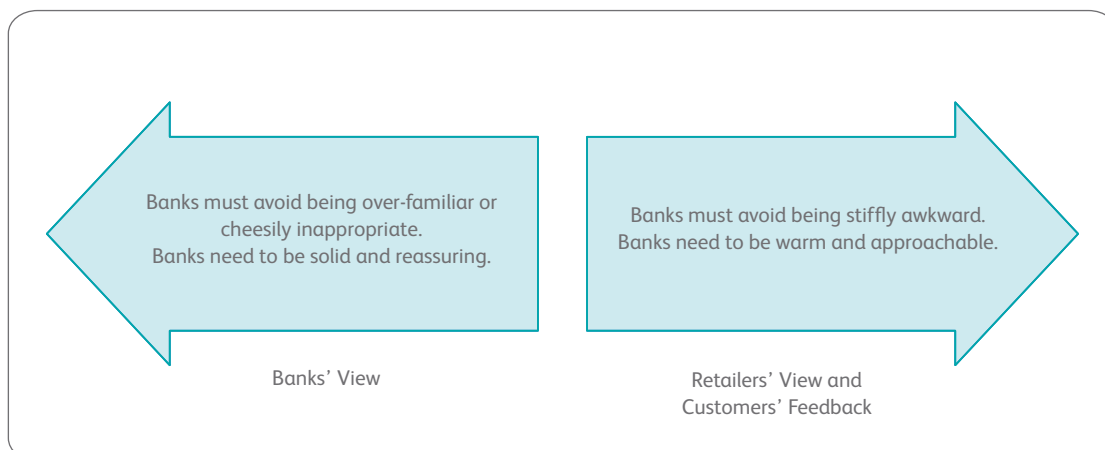 Banks must avoid being over-familiar or
cheesily inappropriate.
Banks need to be solid and reassuring.
Banks' View
Banks must avoid being stiffly awkward.
Banks need to be warm and approachable.
Retailers' View and
Customers' Feedback